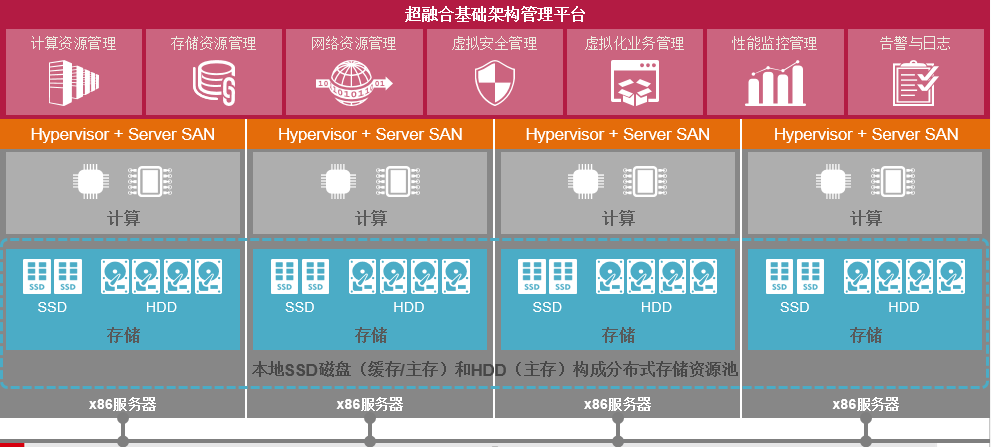 超融合基础架构管理平台
计算资源管理 存储资源管理 网络资源管理 虚拟安全管理 虚拟化业务管理 性能监控管理 告警与日志
10 101011 01
Hypervisor + Server SAN Hypervisor + Server SAN Hypervisor + Server SAN Hypervisor + Server SAN
计算 计算 计算 计算
SSD SSD SSD SSD SSD SSD SSD SSD
SSD HDD SSD HDD SSD HDD SSD HDD
存储 存储 存储 存储
本地SSD磁盘（缓存/主存）和HDD（主存）构成分布式存储资源池
x86服务器 x86服务器 x86服务器 x86服务器